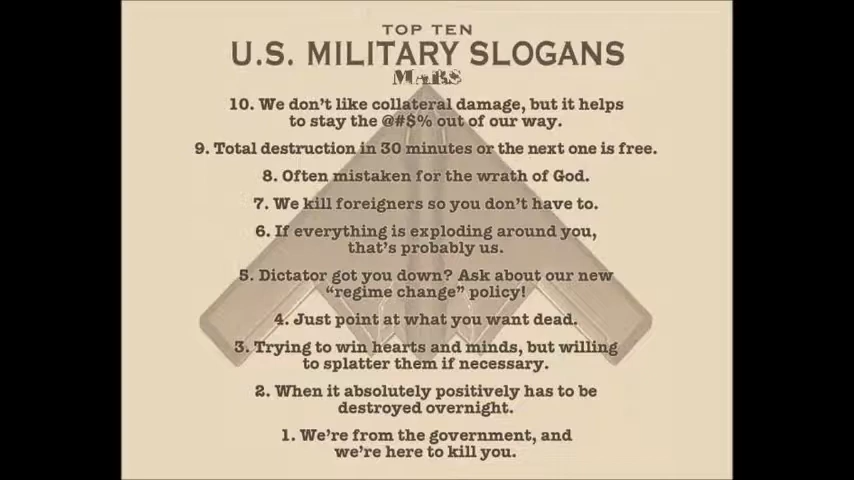 TOP TEN
U.S. MILITARY SLOGANS
MARS
10. We don't like collateral damage, but it helps
to stay the @#$% out of our way.
9. Total destruction in 30 minutes or the next one is free.
8. Often mistaken for the wrath of God.
7. We kill foreigners so you don't have to.
6. If everything is exploding around you,
that's probably us.
5. Dictator got you down? Ask about our new
"regime change" policy!
4. Just point at what you want dead.
3. Trying to win hearts and minds, but willing
to splatter them if necessary.
2. When it absolutely positively has to be
destroyed overnight.
1. We're from the government, and
we're here to kill you.